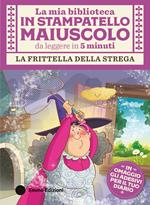 La mia biblioteca
IN STAMPATELLO
MAIUSCOLO
da leggere in 5 minuti
LA FRITTELLA DELLA STREGA
IN
OMAGGIO
GLI ADESIVI
PER IL TUO
DIARIO
Emme Edizioni